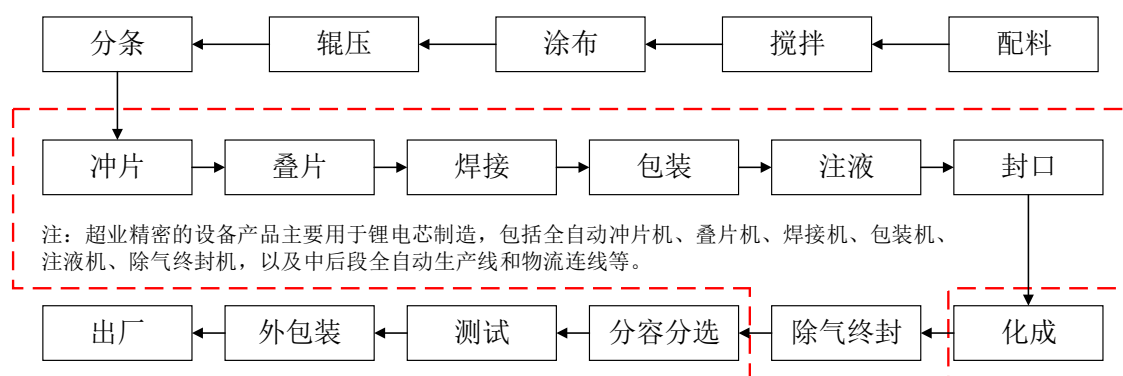 分条
辊压
涂布
搅拌
配料
冲片
叠片
焊接
包装
注液
封口
注：超业精密的设备产品主要用于锂电芯制造，包括全自动冲片机、叠片机、焊接机、包装机、
注液机、除气终封机，以及中后段全自动生产线和物流连线等。
出厂
外包装
测试
分容分选
除气终封
化成